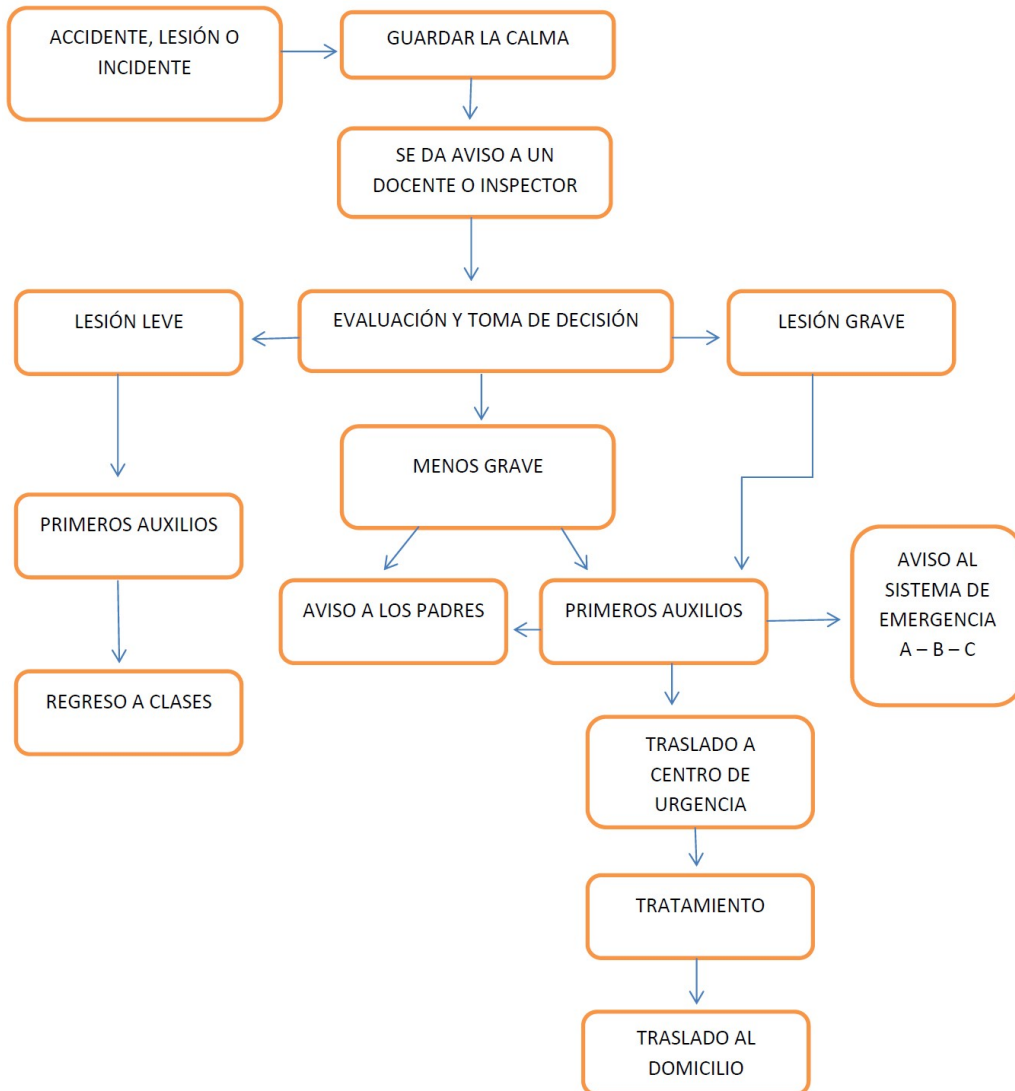 ACCIDENTE, LESIÓN O
INCIDENTE
GUARDAR LA CALMA
SE DA AVISO A UN
DOCENTE O INSPECTOR
LESIÓN LEVE
EVALUACIÓN Y TOMA DE DECISIÓN
LESIÓN GRAVE
MENOS GRAVE
PRIMEROS AUXILIOS
AVISO A LOS PADRES
PRIMEROS AUXILIOS
AVISO AL
SISTEMA DE
EMERGENCIA
A – B – C
REGRESO A CLASES
TRASLADO A
CENTRO DE
URGENCIA
TRATAMIENTO
TRASLADO AL
DOMICILIO